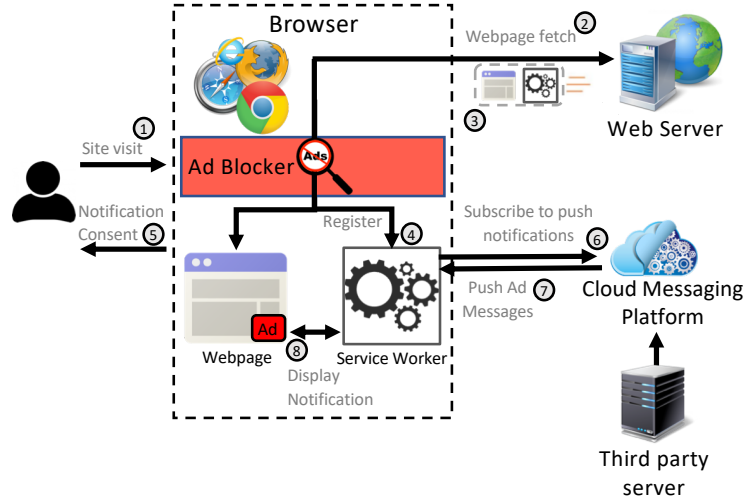 Browser
Webpage fetch
2
3
Web Server
1
Site visit
Ads
Ad Blocker
Notification
Consent
5
Register
4
Subscribe to push
notifications
6
Push Ad
Messages
7
Cloud Messaging
Platform
Ad
Webpage
8
Service Worker
Display
Notification
Third party
server